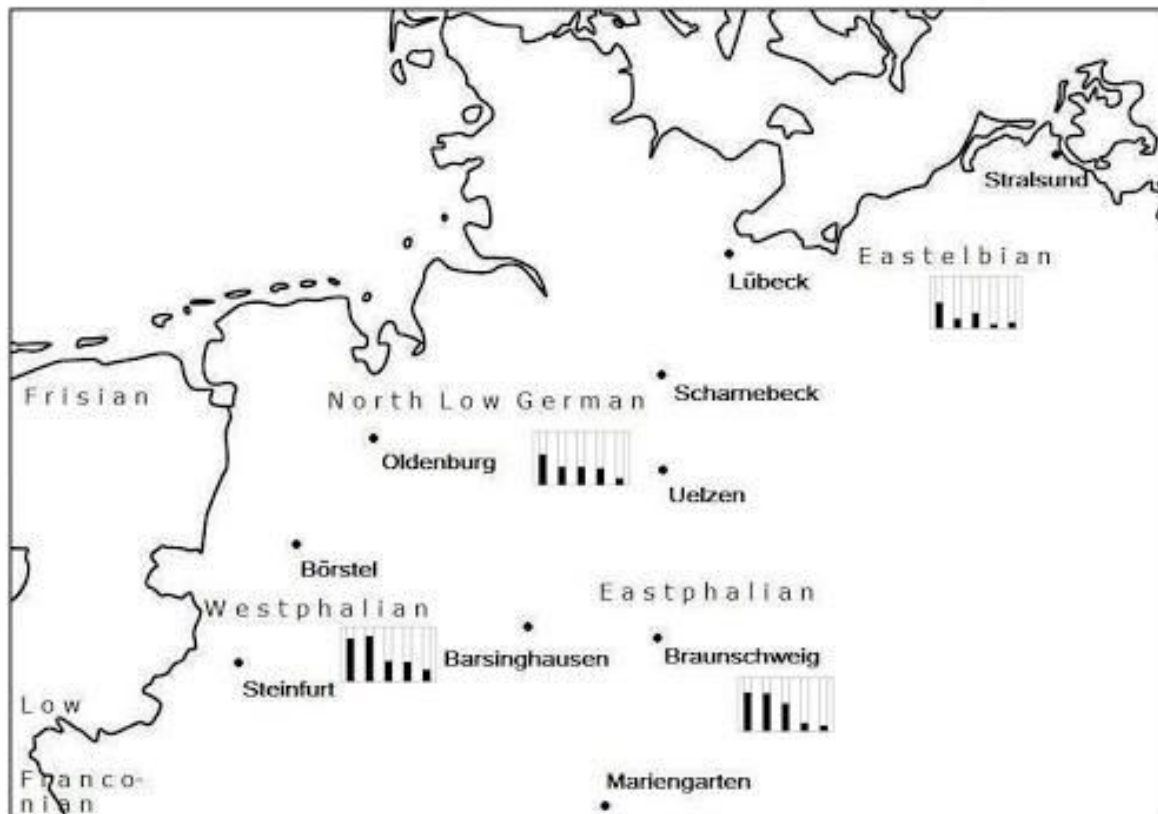 Stralsund
Eastelbian
Lübeck
Frisian
North Low German
Scharnebeck
Oldenburg
Uelzen
Börstel
Eastphalian
Westphalian
Barsinghausen
Braunschweig
Steinfurt
Low
Franco-
nian
Mariengarten